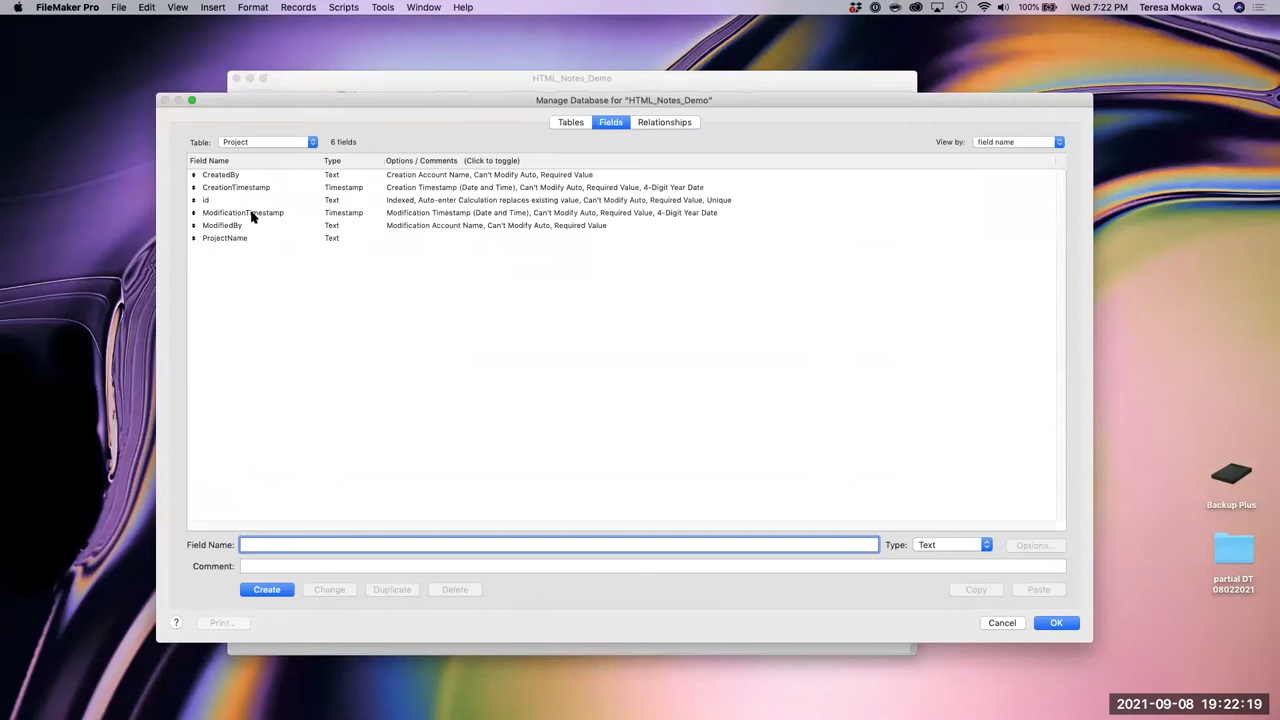 FileMaker Pro File Edit View Insert Format Records Scripts Tools Window Help 100% Wed 7:22 PM Teresa Mokwa
HTML_Notes_Demo
Manage Database for "HTML_Notes_Demo"
Tables Fields Relationships
Table: Project 6 fields View by: field name
Field Name Type Options / Comments (Click to toggle)
CreatedBy Text Creation Account Name, Can't Modify Auto, Required Value
CreationTimestamp Timestamp Creation Timestamp (Date and Time), Can't Modify Auto, Required Value, 4-Digit Year Date
id Text Indexed, Auto-enter Calculation replaces existing value, Can't Modify Auto, Required Value, Unique
ModificationTimestamp Timestamp Modification Timestamp (Date and Time), Can't Modify Auto, Required Value, 4-Digit Year Date
ModifiedBy Text Modification Account Name, Can't Modify Auto, Required Value
ProjectName Text
Backup Plus
Field Name: Type: Text Options...
Comment:
partial DT
08022021
Create Change Duplicate Delete Copy Paste
? Print... Cancel OK
2021-09-08 19:22:19